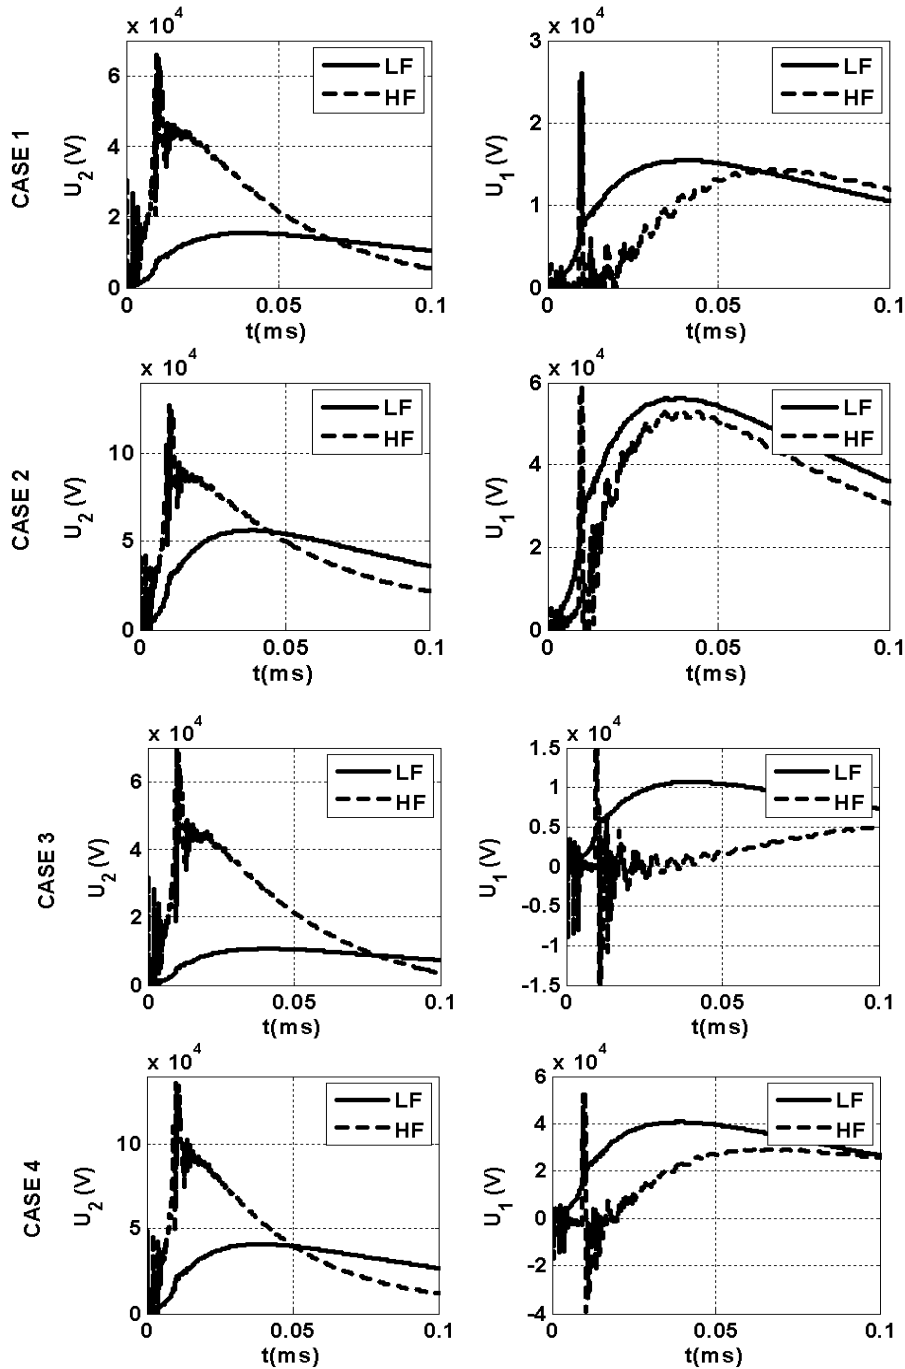 x 10^4
6
4
2
0
0
0.05
0.1
U_2 (V)
t(ms)
CASE 1
LF
HF
x 10^4
3
2
1
0
0
0.05
0.1
U_1 (V)
t(ms)
LF
HF
x 10^4
10
5
0
0
0.05
0.1
U_2 (V)
t(ms)
CASE 2
LF
HF
x 10^4
6
4
2
0
0
0.05
0.1
U_1 (V)
t(ms)
LF
HF
x 10^4
6
4
2
0
0
0.05
0.1
U_2 (V)
t(ms)
CASE 3
LF
HF
x 10^4
1.5
1
0.5
0
-0.5
-1
-1.5
0
0.05
0.1
U_1 (V)
t(ms)
LF
HF
x 10^4
10
5
0
0
0.05
0.1
U_2 (V)
t(ms)
CASE 4
LF
HF
x 10^4
6
4
2
0
-2
-4
0
0.05
0.1
U_1 (V)
t(ms)
LF
HF